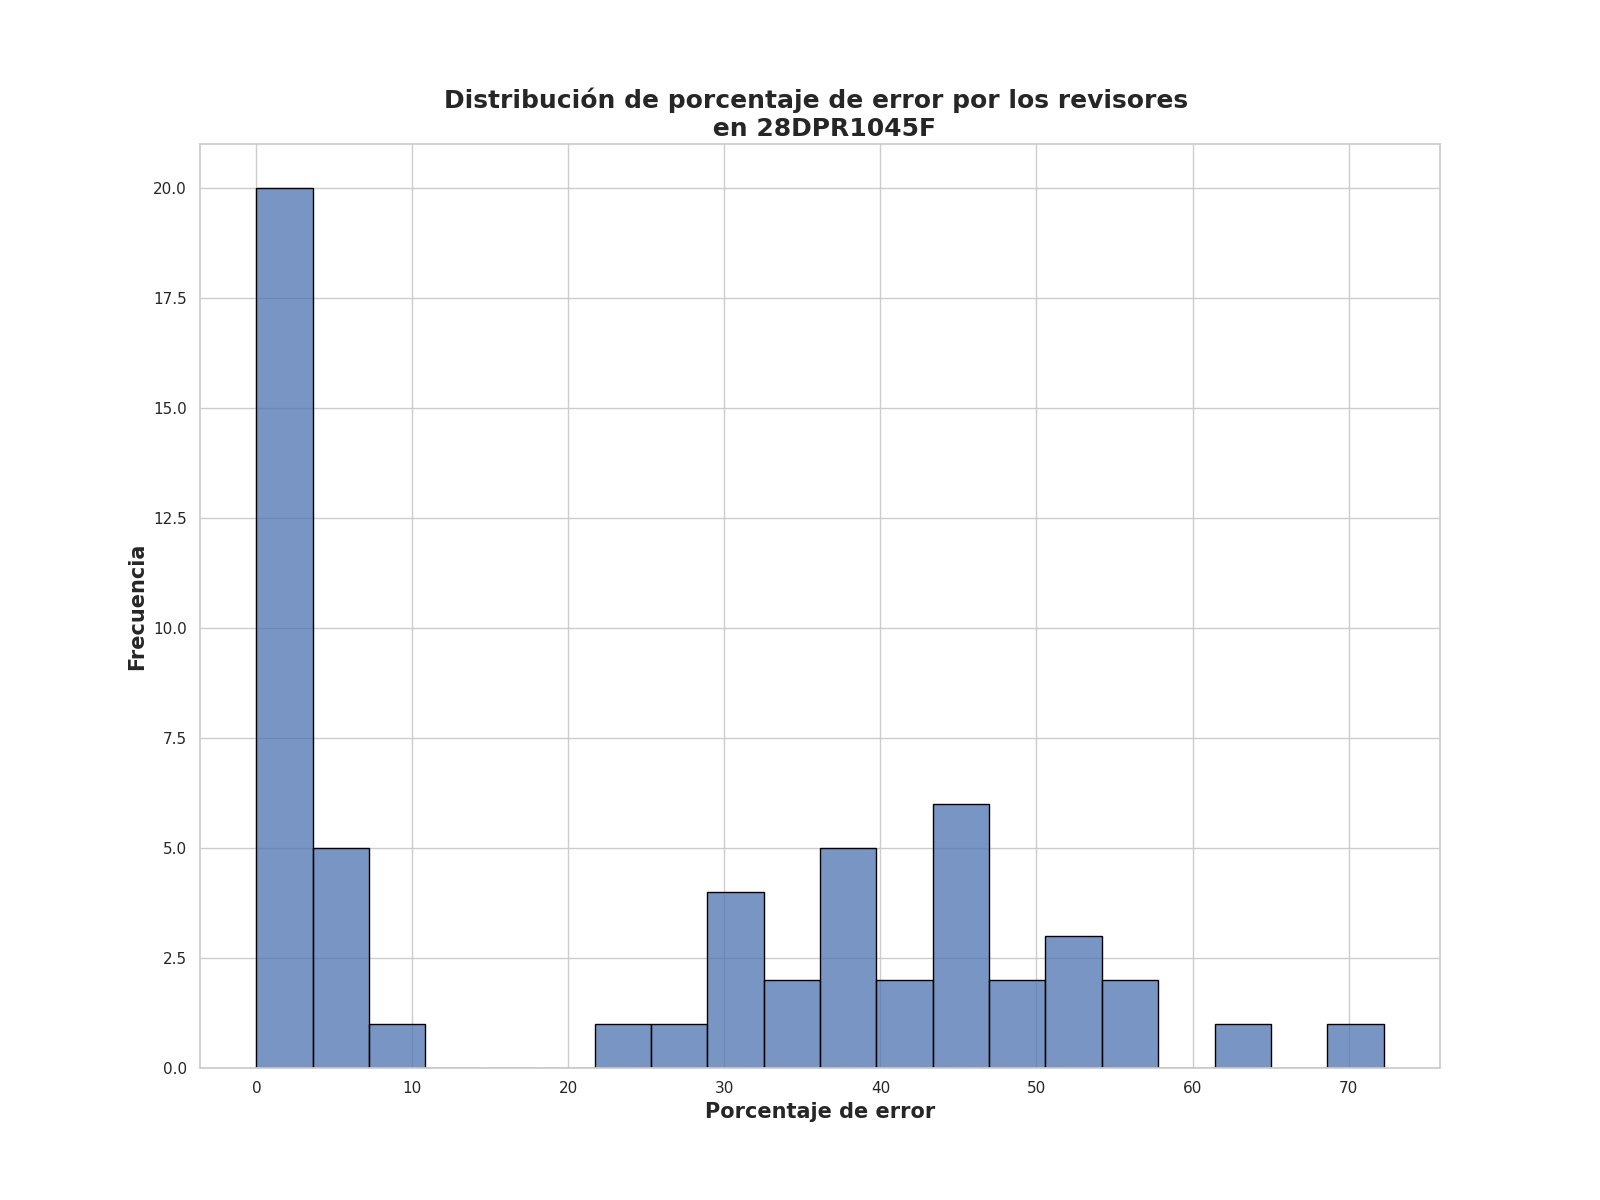 Distribución de porcentaje de error por los revisores
en 28DPR1045F
Frecuencia
20.0
17.5
15.0
12.5
10.0
7.5
5.0
2.5
0.0
0 10 20 30 40 50 60 70
Porcentaje de error